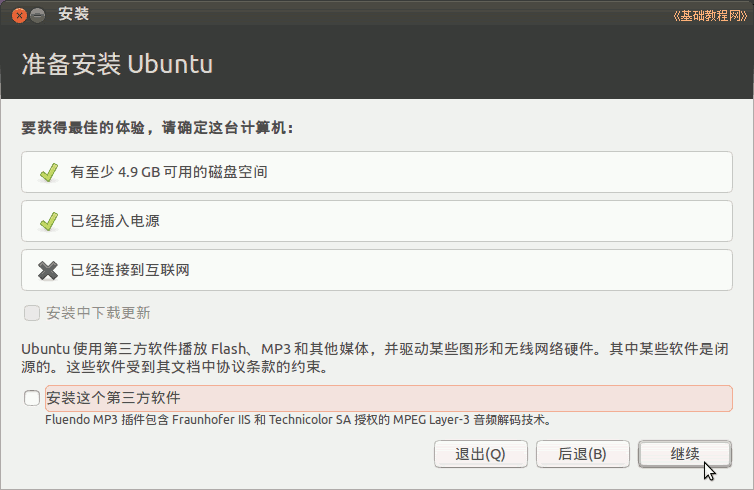 安装
《基础教程网》
准备安装 Ubuntu
要获得最佳的体验，请确定这台计算机：
有至少 4.9 GB 可用的磁盘空间
已经插入电源
已经连接到互联网
安装中下载更新
Ubuntu 使用第三方软件播放 Flash、MP3 和其他媒体，并驱动某些图形和无线网络硬件。其中某些软件是闭
源的。这些软件受到其文档中协议条款的约束。
安装这个第三方软件
Fluendo MP3 插件包含 Fraunhofer IIS 和 Technicolor SA 授权的 MPEG Layer-3 音频解码技术。
退出(Q)
后退(B)
继续